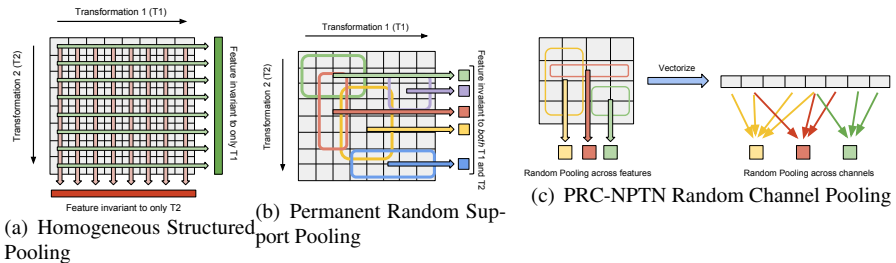 Transformation 1 (T1)
Transformation 2 (T2)
Feature invariant to only T1
Feature invariant to only T2
(a) Homogeneous Structured
Pooling
Transformation 1 (T1)
Transformation 2 (T2)
Feature invariant to both T1 and
T2
(b) Permanent Random Sup-
port Pooling
Vectorize
Random Pooling across features
Random Pooling across channels
(c) PRC-NPTN Random Channel Pooling